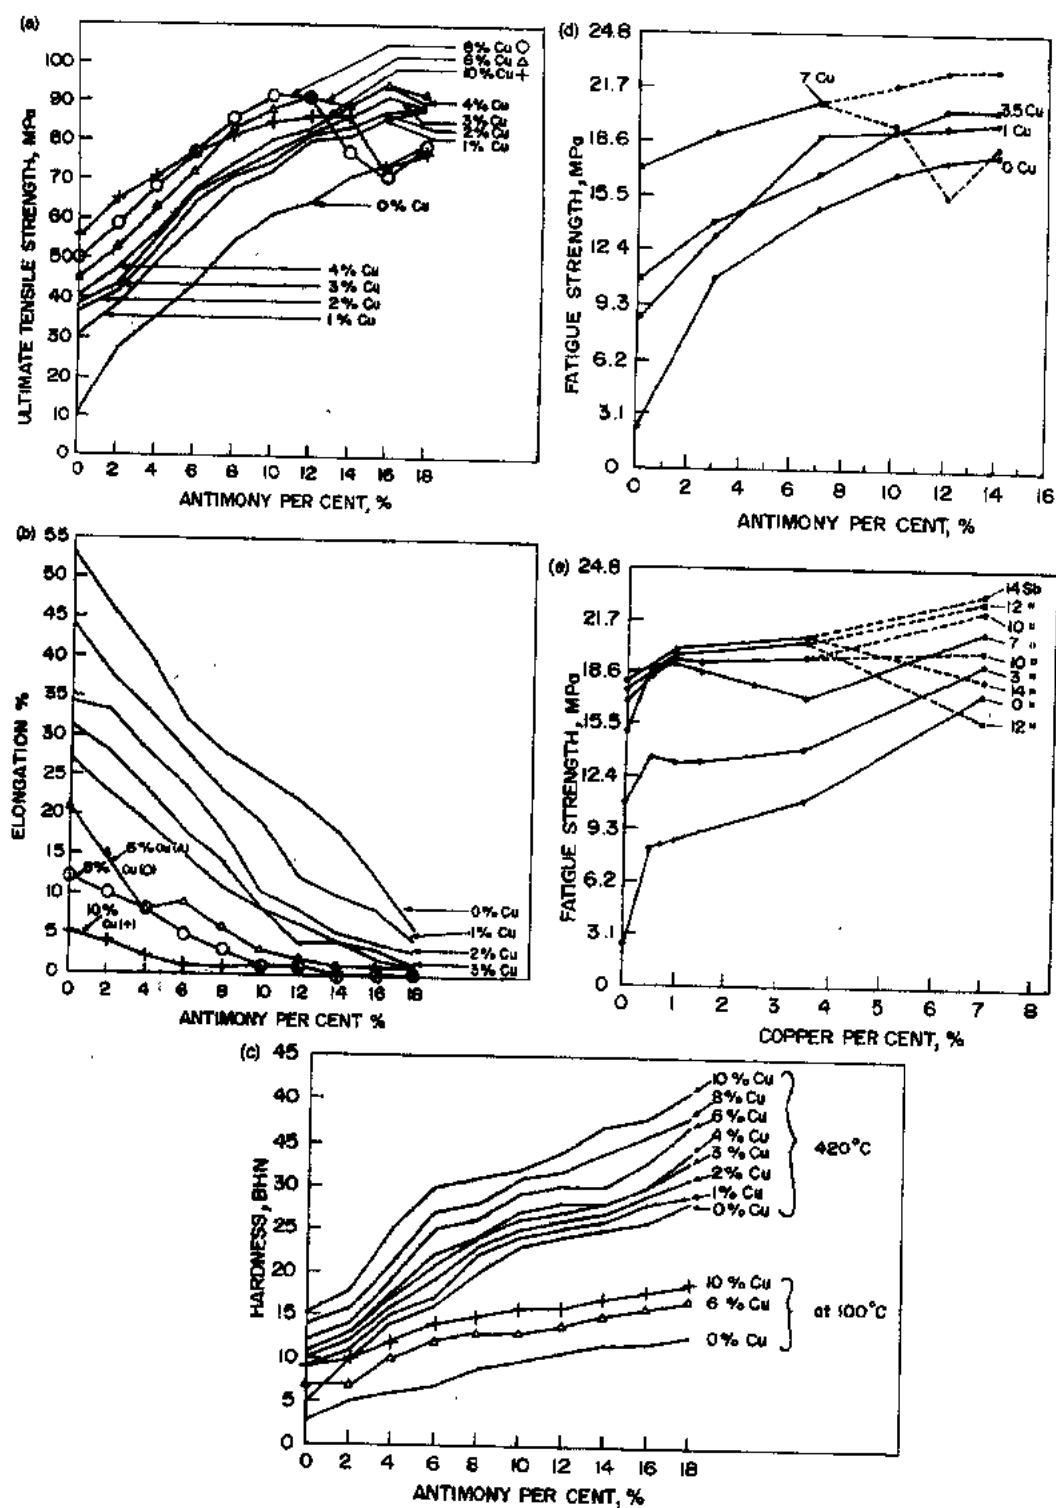 (a)
ULTIMATE TENSILE STRENGTH, MPa
100
90
80
70
60
50
40
30
20
10
0
8% Cu O
6% Cu Δ
10% Cu +
4% Cu
3% Cu
2% Cu
1% Cu
0% Cu
4% Cu
3% Cu
2% Cu
1% Cu
0 2 4 6 8 10 12 14 16 18
ANTIMONY PER CENT, %
(d)
FATIGUE STRENGTH, MPa
24.8
21.7
18.6
15.5
12.4
9.3
6.2
3.1
0
7 Cu
3.5 Cu
1 Cu
0 Cu
0 2 4 6 8 10 12 14 16
ANTIMONY PER CENT, %
(b)
ELONGATION %
55
50
45
40
35
30
25
20
15
10
5
0
Cu(Δ)
8%
Cu(O)
10%
Cu(+)
0% Cu
1% Cu
2% Cu
3% Cu
0 2 4 6 8 10 12 14 16 18
ANTIMONY PER CENT %
(e)
FATIGUE STRENGTH, MPa
24.8
21.7
18.6
15.5
12.4
9.3
6.2
3.1
0
14 Sb
12 "
10 "
7 "
10 "
3 "
14 "
0 "
12 "
0 1 2 3 4 5 6 7 8
COPPER PER CENT, %
(c)
HARDNESS, BHN
45
40
35
30
25
20
15
10
5
0
10% Cu
8% Cu
6% Cu
4% Cu
3% Cu
2% Cu
1% Cu
0% Cu
10% Cu
6% Cu
0% Cu
0 2 4 6 8 10 12 14 16 18
ANTIMONY PER CENT, %